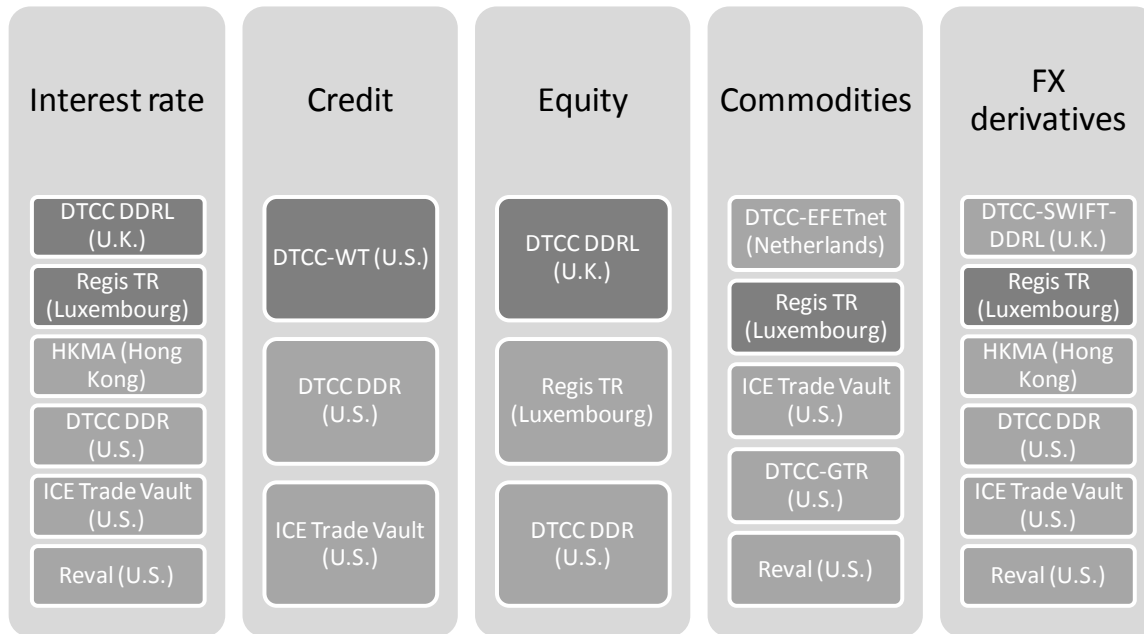 Interest rate
DTCC DDRL
(U.K.)
Regis TR
(Luxembourg)
HKMA (Hong
Kong)
DTCC DDR
(U.S.)
ICE Trade Vault
(U.S.)
Reval (U.S.)
Credit
DTCC-WT (U.S.)
DTCC DDR
(U.S.)
ICE Trade Vault
(U.S.)
Equity
DTCC DDRL
(U.K.)
Regis TR
(Luxembourg)
DTCC DDR
(U.S.)
Commodities
DTCC-EFETnet
(Netherlands)
Regis TR
(Luxembourg)
ICE Trade Vault
(U.S.)
DTCC-GTR
(U.S.)
Reval (U.S.)
FX
derivatives
DTCC-SWIFT-
DDRL (U.K.)
Regis TR
(Luxembourg)
HKMA (Hong
Kong)
DTCC DDR
(U.S.)
ICE Trade Vault
(U.S.)
Reval (U.S.)